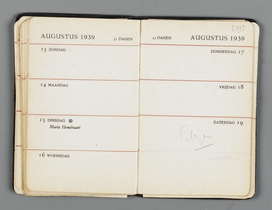 AUGUSTUS 1939 31 DAGEN
13 ZONDAG
14 MAANDAG
15 DINSDAG
Maria Hemelvaart
16 WOENSDAG
31 DAGEN AUGUSTUS 1939
DONDERDAG 17
VRIJDAG 18
ZATERDAG 19